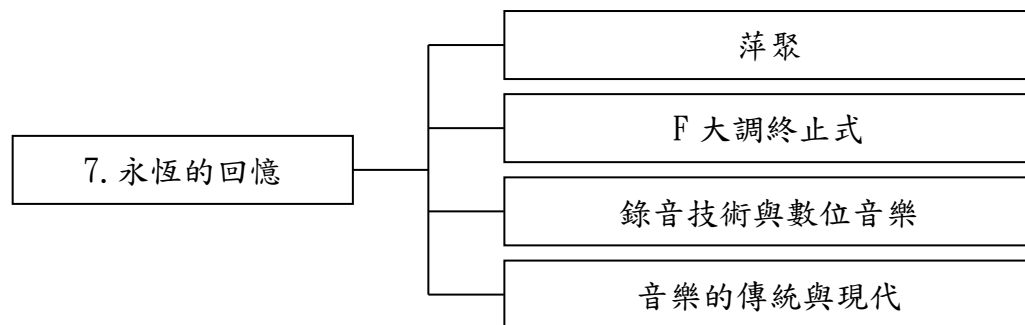 萍聚
F 大調終止式
7.永恆的回憶
錄音技術與數位音樂
音樂的傳統與現代